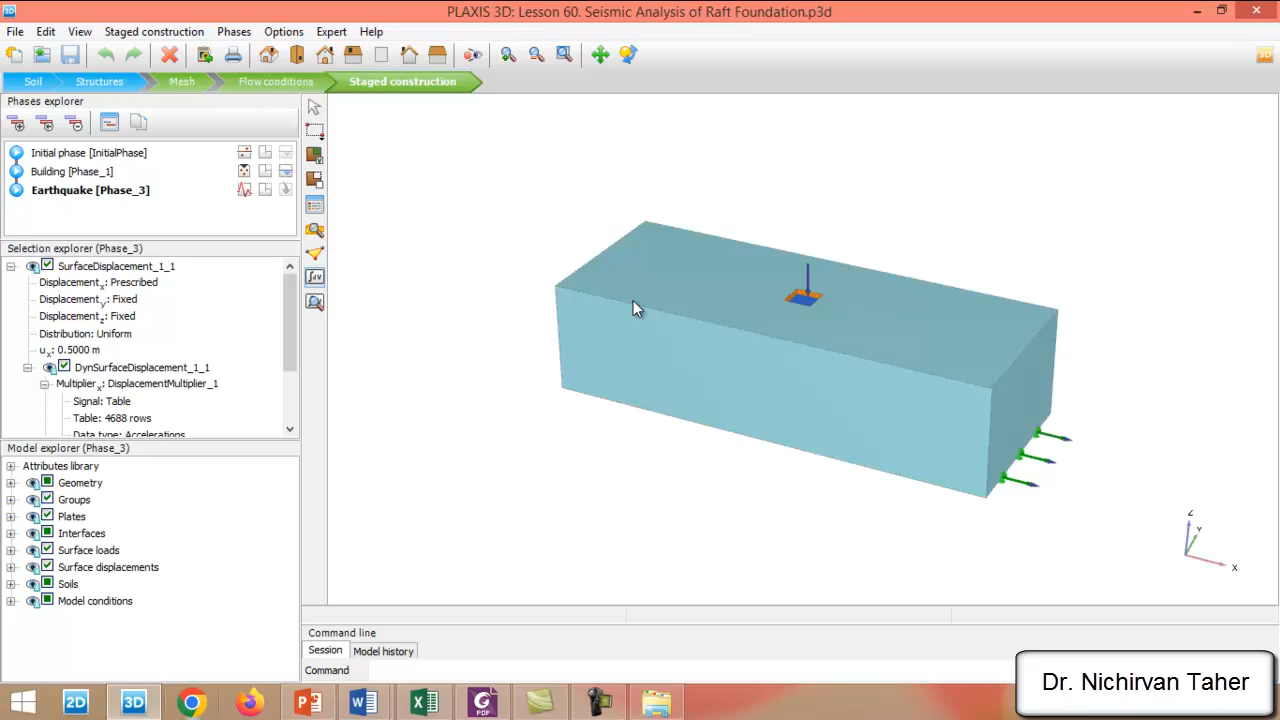 3D
PLAXIS 3D: Lesson 60. Seismic Analysis of Raft Foundation.p3d
File Edit View Staged construction Phases Options Expert Help
Soil Structures Mesh Flow conditions Staged construction
Phases explorer
Initial phase [InitialPhase]
Building [Phase_1]
Earthquake [Phase_3]
Selection explorer (Phase_3)
SurfaceDisplacement_1_1
Displacementx: Prescribed
Displacementy: Fixed
Displacementz: Fixed
Distribution: Uniform
ux: 0.5000 m
DynSurfaceDisplacement_1_1
Multiplierx: DisplacementMultiplier_1
Signal: Table
Table: 4688 rows
Data type: Accelerations
Model explorer (Phase_3)
Attributes library
Geometry
Groups
Plates
Interfaces
Surface loads
Surface displacements
Soils
Model conditions
Z
Y
X
Command line
Session Model history
Command
2D 3D
PDF
Dr. Nichirvan Taher